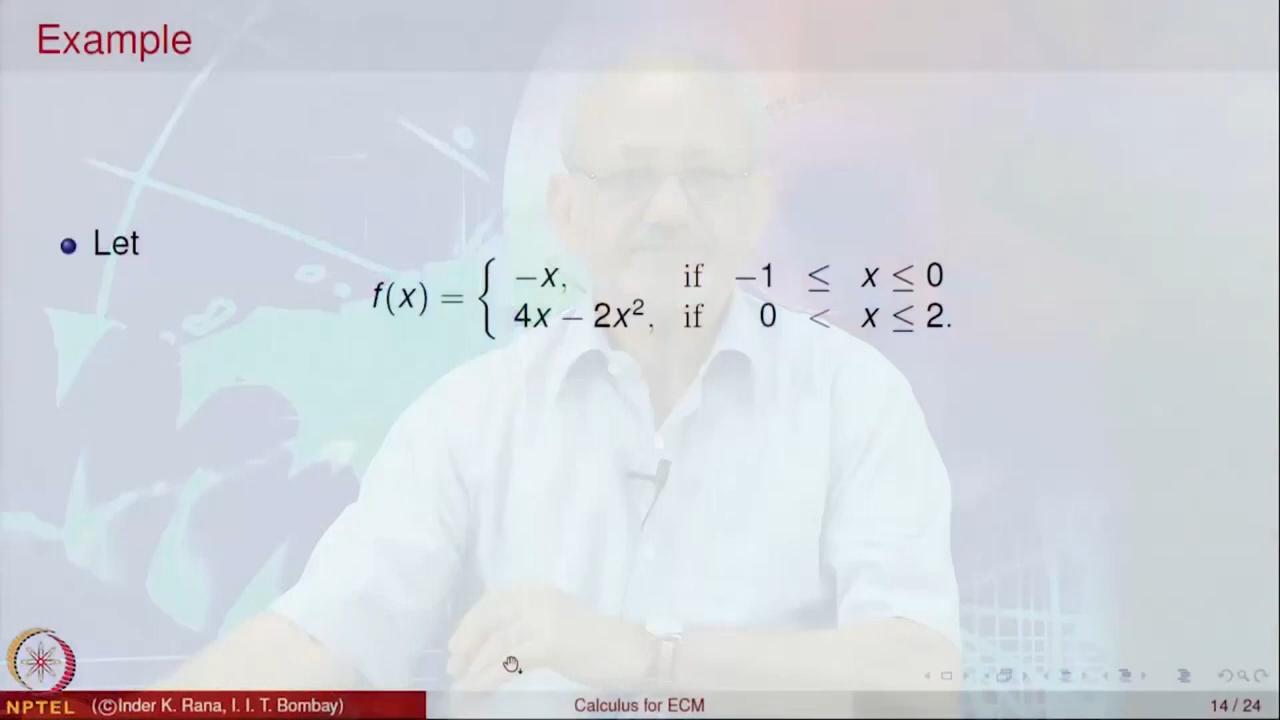 Example
Let
f(x) = { −x, if −1 ≤ x ≤ 0
4x − 2x², if 0 < x ≤ 2.
NPTEL (©Inder K. Rana, I. I. T. Bombay) Calculus for ECM 14 / 24